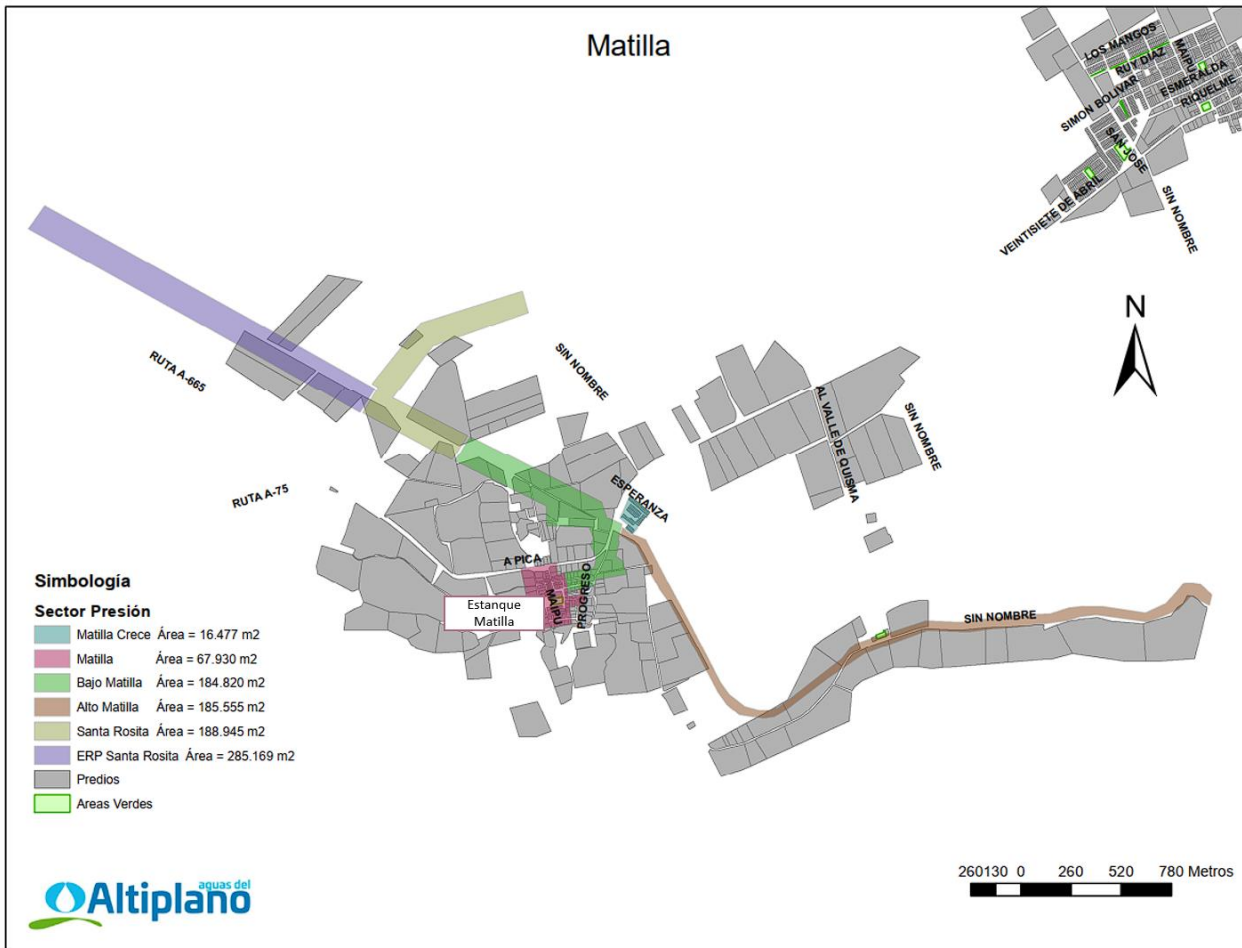 Matilla
LOS MANGOS
RUY DIAZ
MAIPU
ESMERALDA
RIQUELME
SIMON BOLIVAR
SAN JOSE
VEINTISIETE DE ABRIL
SIN NOMBRE
N
RUTA A-665
SIN NOMBRE
AL VALLE DE QUISMA
SIN NOMBRE
RUTA A-75
ESPERANZA
A PICA
MAIPU
PROGRESO
Estanque
Matilla
SIN NOMBRE
Simbología
Sector Presión
Matilla Crece Área = 16.477 m2
Matilla Área = 67.930 m2
Bajo Matilla Área = 184.820 m2
Alto Matilla Área = 185.555 m2
Santa Rosita Área = 188.945 m2
ERP Santa Rosita Área = 285.169 m2
Predios
Areas Verdes
aguas del
Altiplano
260130 0 260 520 780 Metros